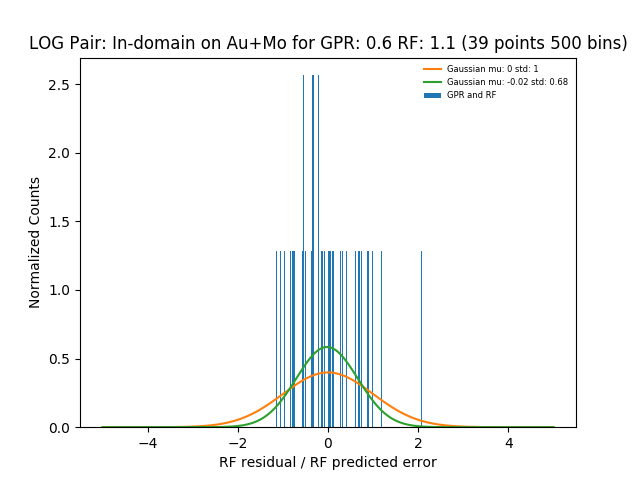 LOG Pair: In-domain on Au+Mo for GPR: 0.6 RF: 1.1 (39 points 500 bins)
Gaussian mu: 0 std: 1
Gaussian mu: -0.02 std: 0.68
GPR and RF
2.5
2.0
1.5
1.0
0.5
0.0
Normalized Counts
−4
−2
0
2
4
RF residual / RF predicted error